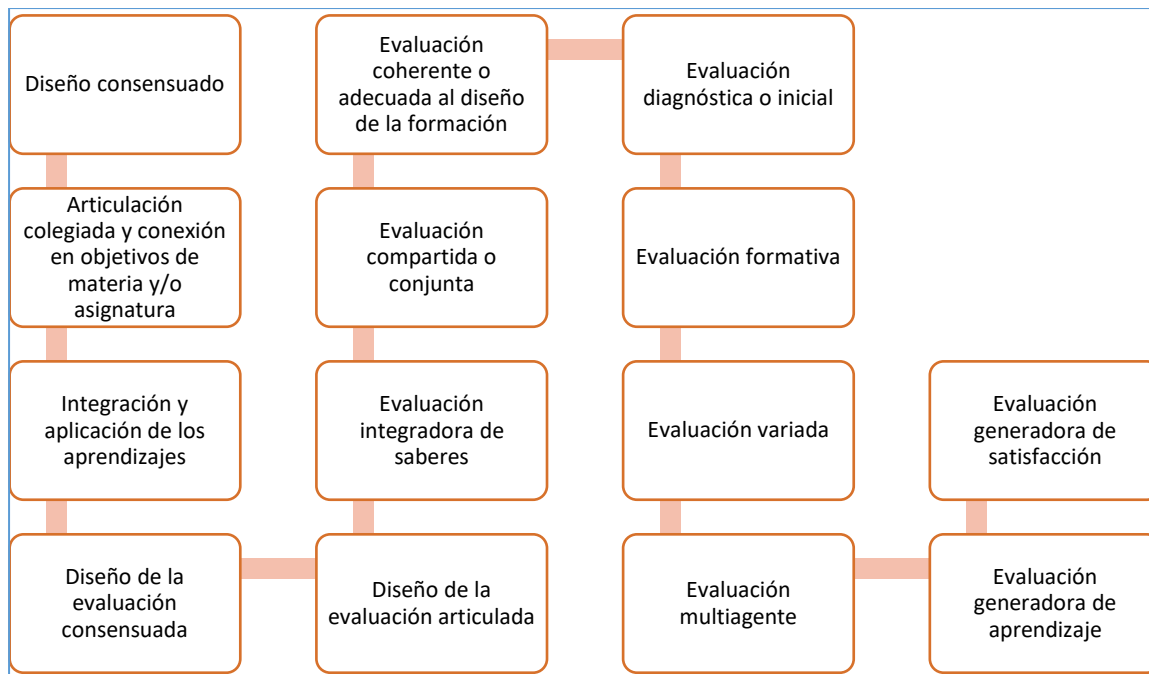 Diseño consensuado
Articulación
colegiada y conexión
en objetivos de
materia y/o
asignatura
Integración y
aplicación de los
aprendizajes
Diseño de la
evaluación
consensuada
Diseño de la
evaluación articulada
Evaluación
integradora de
saberes
Evaluación
compartida o
conjunta
Evaluación
coherente o
adecuada al diseño
de la formación
Evaluación
diagnóstica o inicial
Evaluación formativa
Evaluación variada
Evaluación
multiagente
Evaluación
generadora de
aprendizaje
Evaluación
generadora de
satisfacción